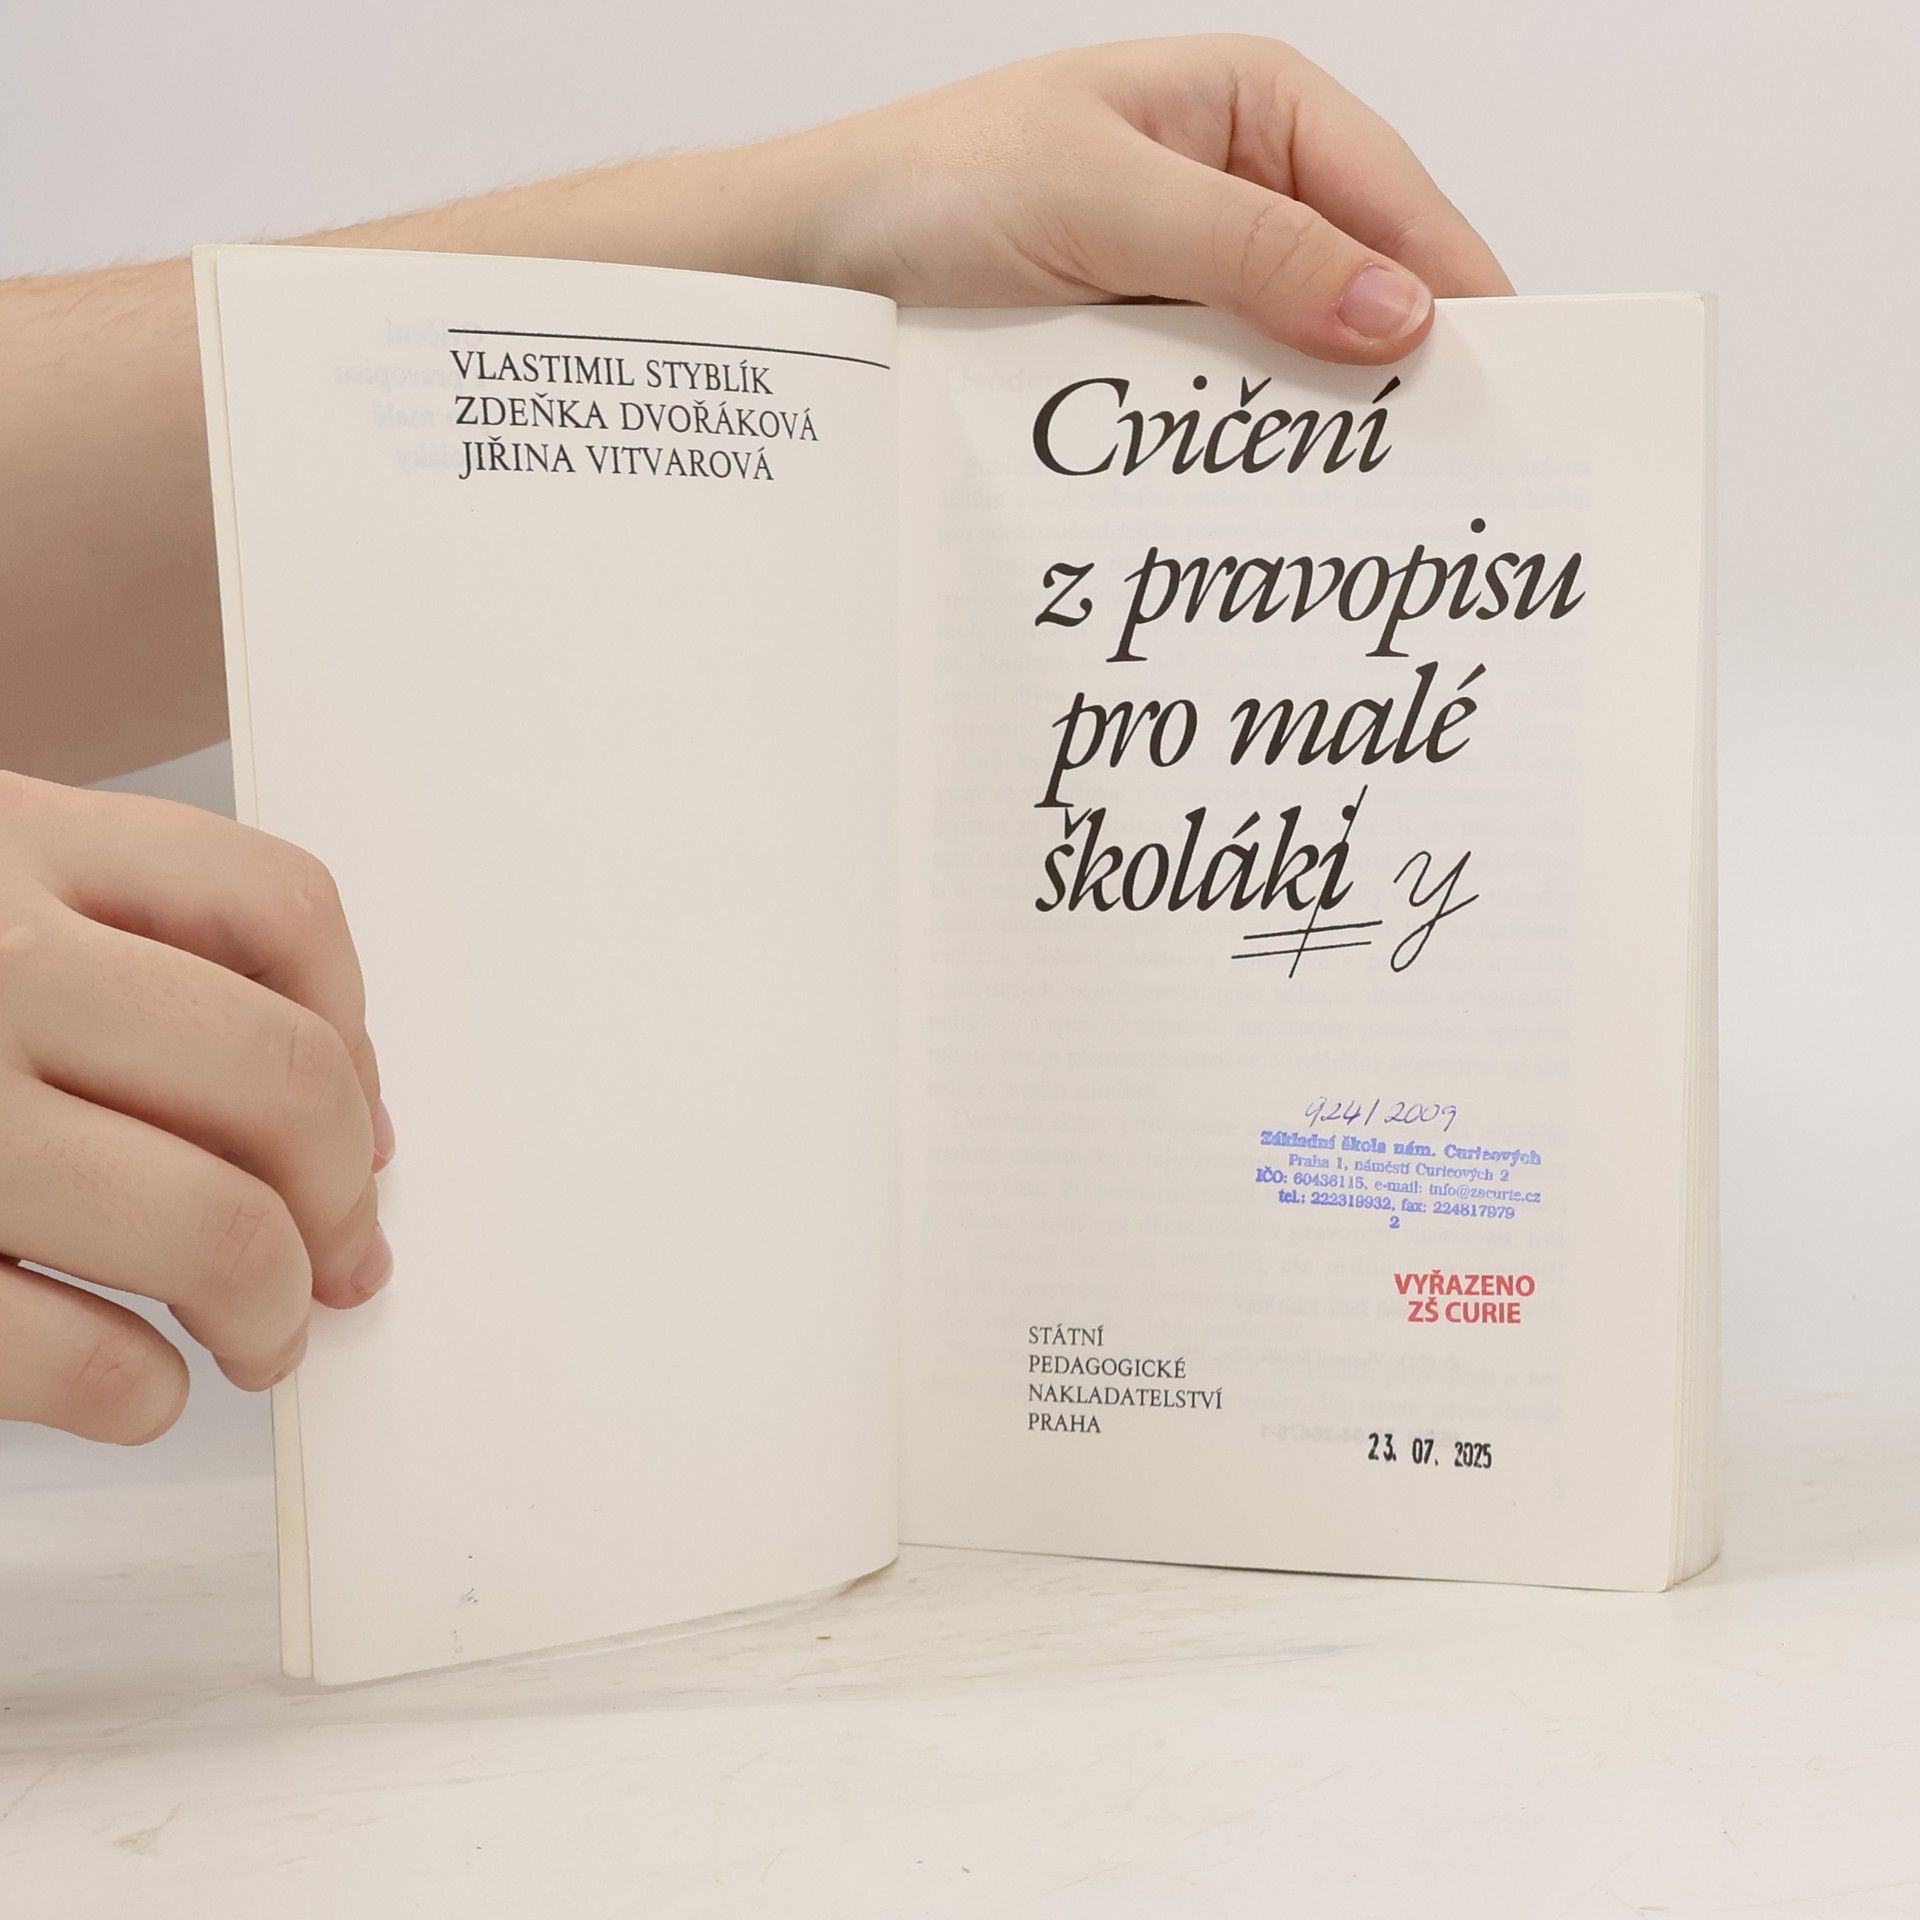 VLASTIMIL STYBLÍK
ZDEŇKA DVOŘÁKOVÁ
JIŘINA VITVAROVÁ
Cvičení
z pravopisu
pro malé
školáki y
924/2009
Základní škola nám. Curieových
Praha 1, náměstí Curieových 2
IČO: 60436115, e-mail: info@zscurie.cz
tel.: 222319932, fax: 224817979
2
VYŘAZENO
ZŠ CURIE
STÁTNÍ
PEDAGOGICKÉ
NAKLADATELSTVÍ
PRAHA
23. 07. 2025